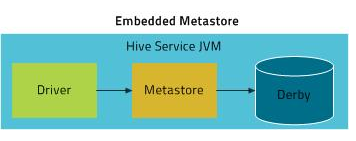 Embedded Metastore
Hive Service JVM
Driver
Metastore
Derby